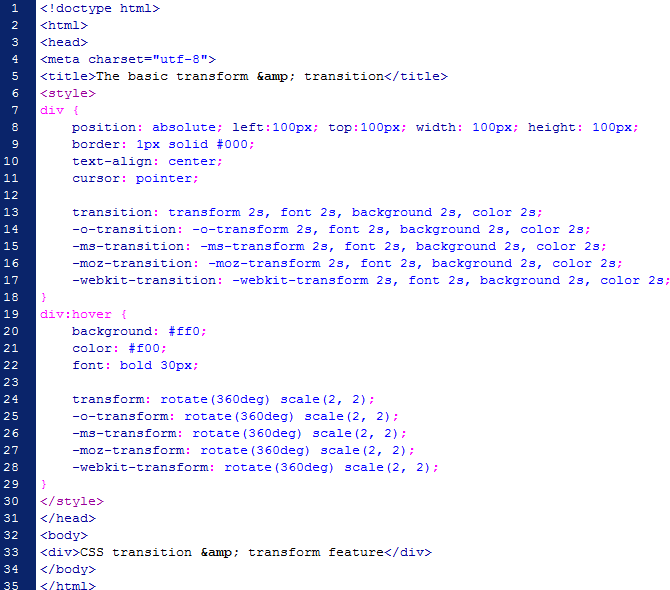 1 <!doctype html>
2 <html>
3 <head>
4 <meta charset="utf-8">
5 <title>The basic transform &amp; transition</title>
6 <style>
7 div {
8     position: absolute; left:100px; top:100px; width: 100px; height: 100px;
9     border: 1px solid #000;
10     text-align: center;
11     cursor: pointer;
12
13     transition: transform 2s, font 2s, background 2s, color 2s;
14     -o-transition: -o-transform 2s, font 2s, background 2s, color 2s;
15     -ms-transition: -ms-transform 2s, font 2s, background 2s, color 2s;
16     -moz-transition: -moz-transform 2s, font 2s, background 2s, color 2s;
17     -webkit-transition: -webkit-transform 2s, font 2s, background 2s, color 2s;
18 }
19 div:hover {
20     background: #ff0;
21     color: #f00;
22     font: bold 30px;
23
24     transform: rotate(360deg) scale(2, 2);
25     -o-transform: rotate(360deg) scale(2, 2);
26     -ms-transform: rotate(360deg) scale(2, 2);
27     -moz-transform: rotate(360deg) scale(2, 2);
28     -webkit-transform: rotate(360deg) scale(2, 2);
29 }
30 </style>
31 </head>
32 <body>
33 <div>CSS transition &amp; transform feature</div>
34 </body>
35 </html>